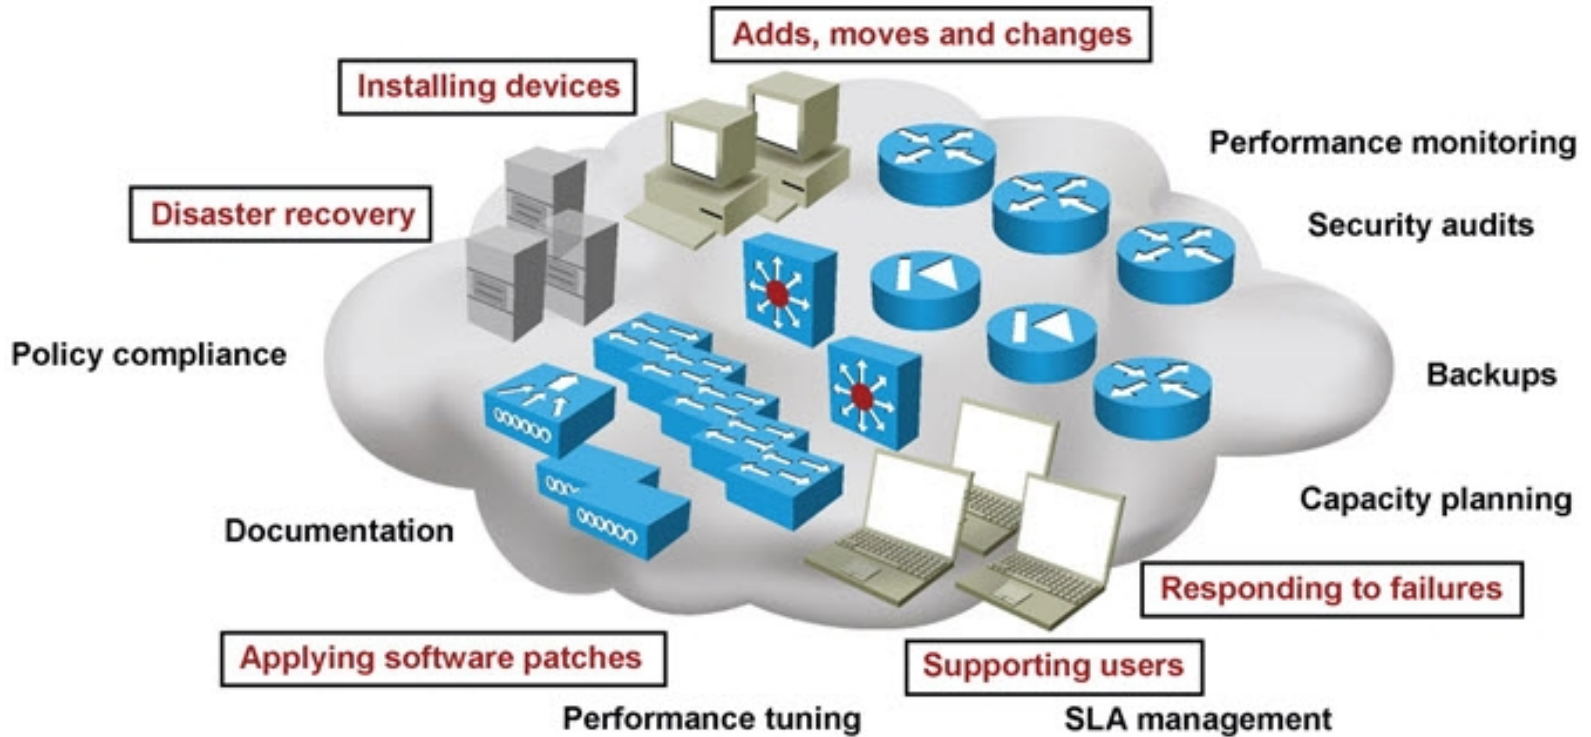 Adds, moves and changes
Installing devices
Performance monitoring
Disaster recovery
Security audits
Policy compliance
Backups
Capacity planning
Documentation
Responding to failures
Applying software patches
Supporting users
Performance tuning
SLA management